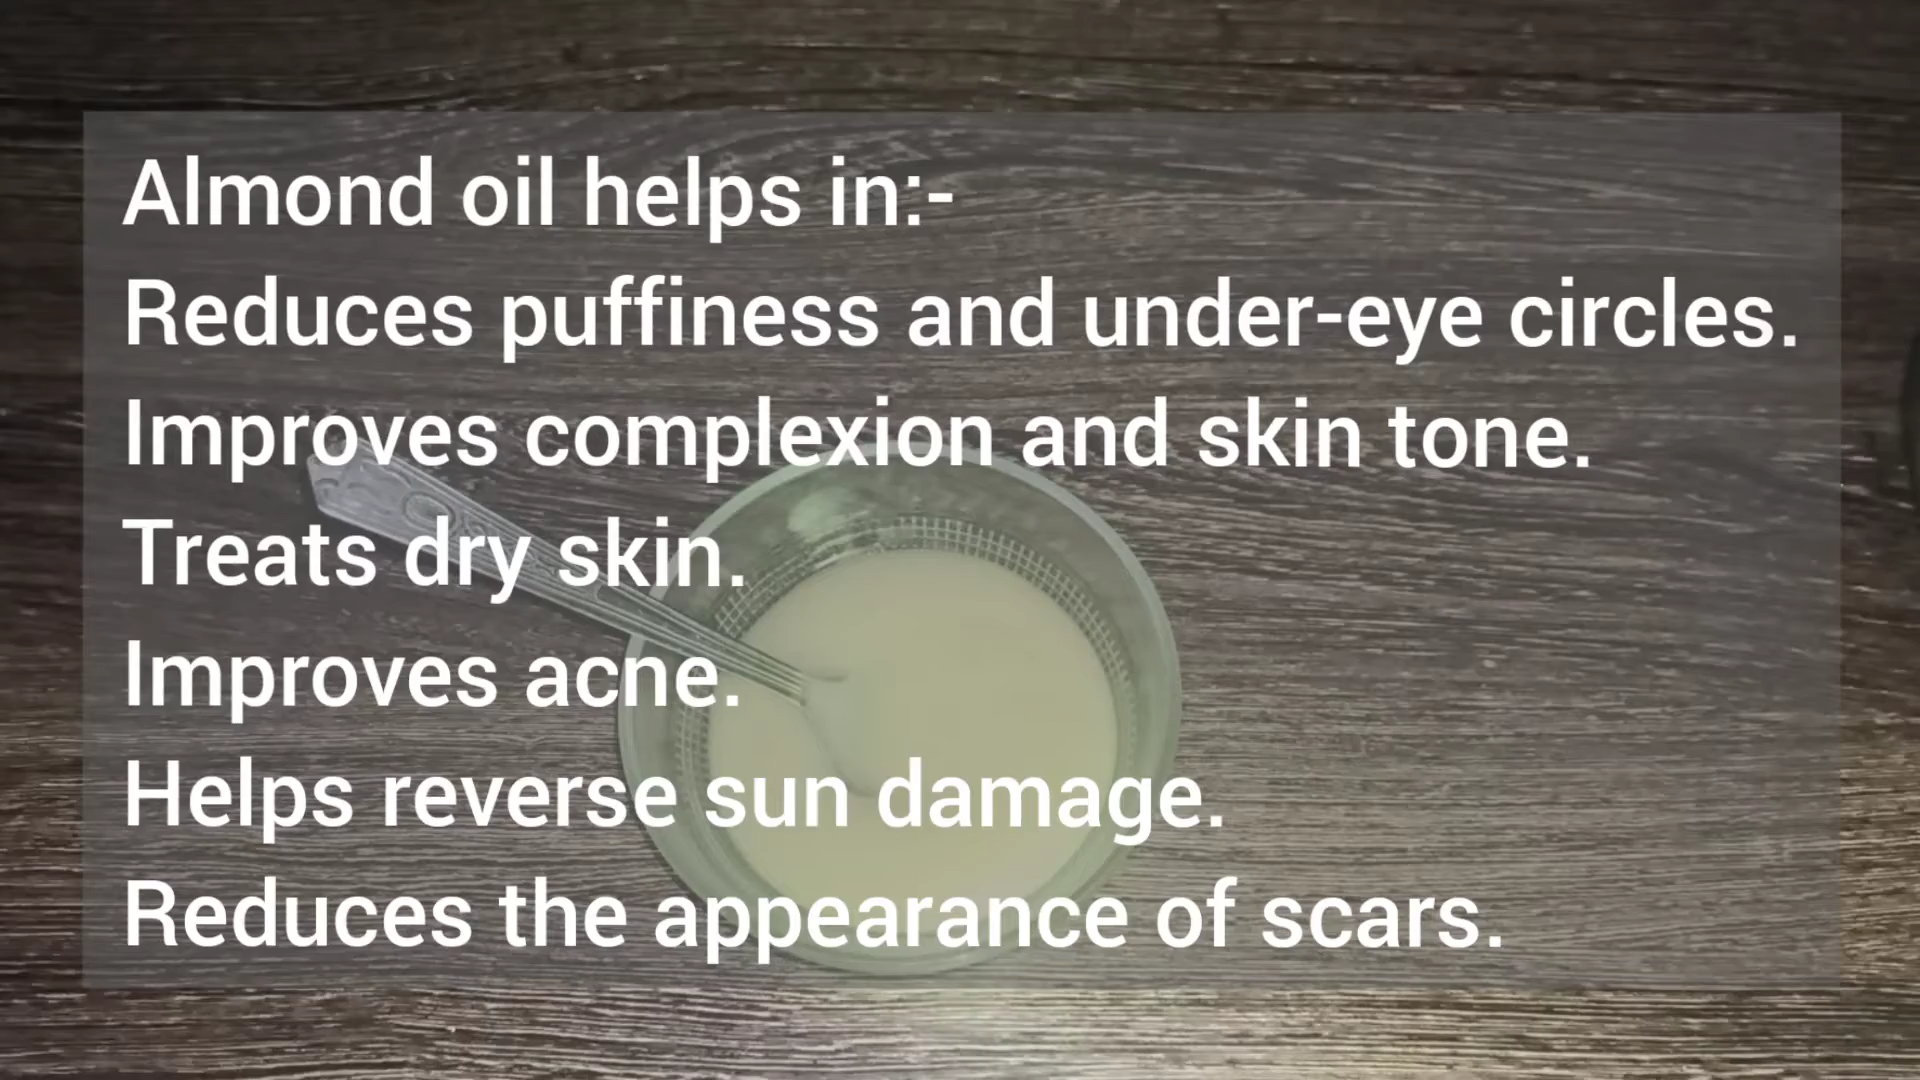 Almond oil helps in:-
Reduces puffiness and under-eye circles.
Improves complexion and skin tone.
Treats dry skin.
Improves acne.
Helps reverse sun damage.
Reduces the appearance of scars.